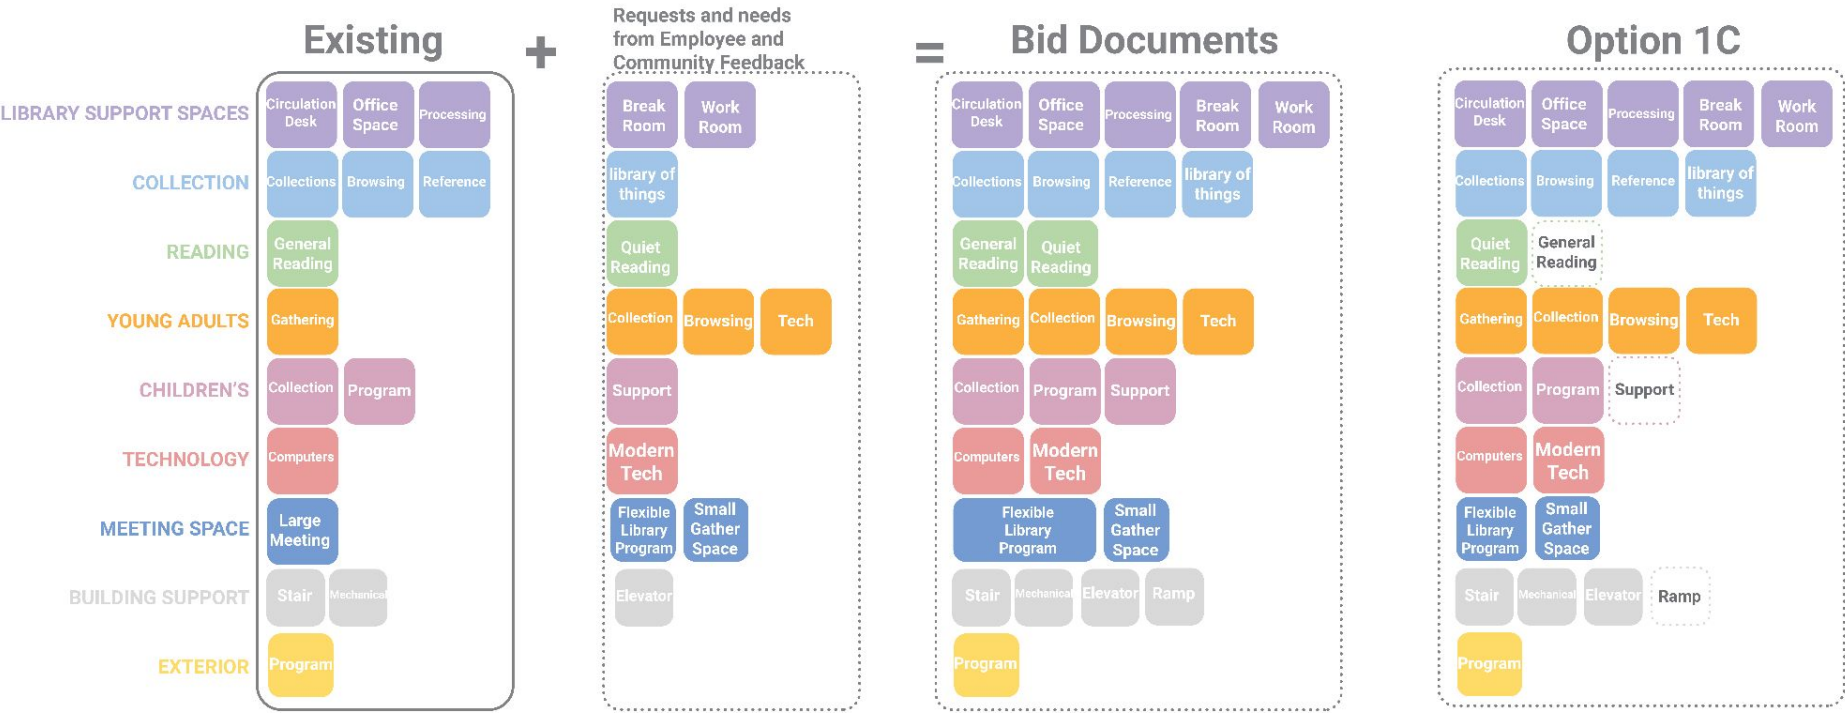 Existing
+
Requests and needs
from Employee and
Community Feedback
=
Bid Documents
Option 1C
LIBRARY SUPPORT SPACES
Circulation
Desk
Office
Space
Processing
Break
Room
Work
Room
Circulation
Desk
Office
Space
Processing
Break
Room
Work
Room
Circulation
Desk
Office
Space
Processing
Break
Room
Work
Room
COLLECTION
Collections
Browsing
Reference
library of
things
Collections
Browsing
Reference
library of
things
Collections
Browsing
Reference
library of
things
READING
General
Reading
Quiet
Reading
General
Reading
Quiet
Reading
Quiet
Reading
General
Reading
YOUNG ADULTS
Gathering
Collection
Browsing
Tech
Gathering
Collection
Browsing
Tech
Gathering
Collection
Browsing
Tech
CHILDREN'S
Collection
Program
Support
Collection
Program
Support
Collection
Program
Support
TECHNOLOGY
Computers
Modern
Tech
Computers
Modern
Tech
Computers
Modern
Tech
MEETING SPACE
Large
Meeting
Flexible
Library
Program
Small
Gather
Space
Flexible
Library
Program
Small
Gather
Space
Flexible
Library
Program
Small
Gather
Space
BUILDING SUPPORT
Stair
Mechanical
Elevator
Stair
Mechanical
Elevator
Ramp
Stair
Mechanical
Elevator
Ramp
EXTERIOR
Program
Program
Program